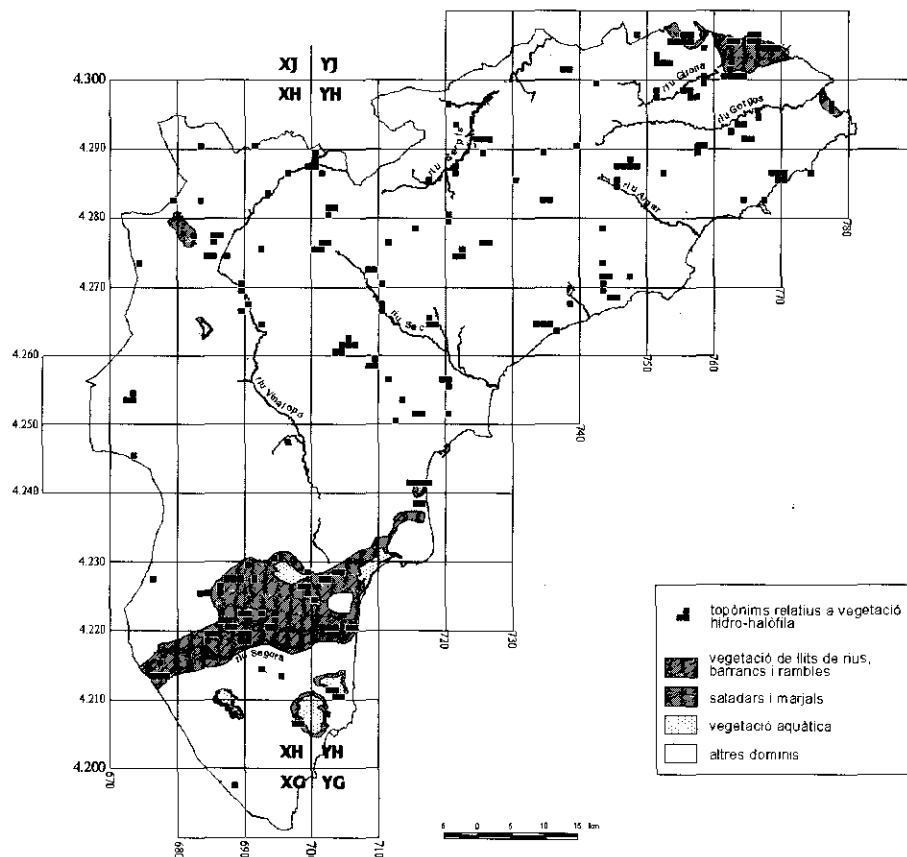 XJ YJ
XH YH
4.300
4.290
4.280
4.270
4.260
4.250
4.240
4.230
4.220
4.210
4.200
riu Girona
riu Gorgos
riu Serpis
riu Algar
riu Sec
riu Vinalopó
riu Segura
780
770
760
750
740
730
720
710
700
690
680
670
XH YH
XG YG
topònims relatius a vegetació
hidro-halòfila
vegetació de llits de rius,
barrancs i rambles
saladars i marjals
vegetació aquàtica
altres dominis
5 0 5 10 15 km